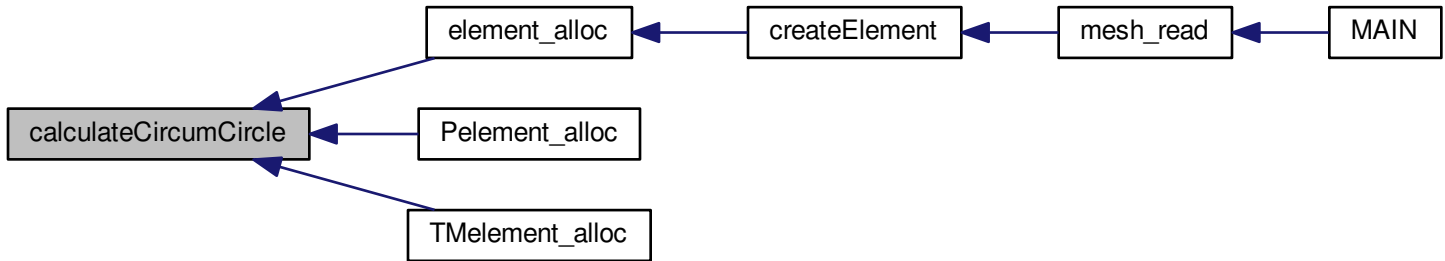 element_alloc
createElement
mesh_read
MAIN
calculateCircumCircle
Pelement_alloc
TMelement_alloc